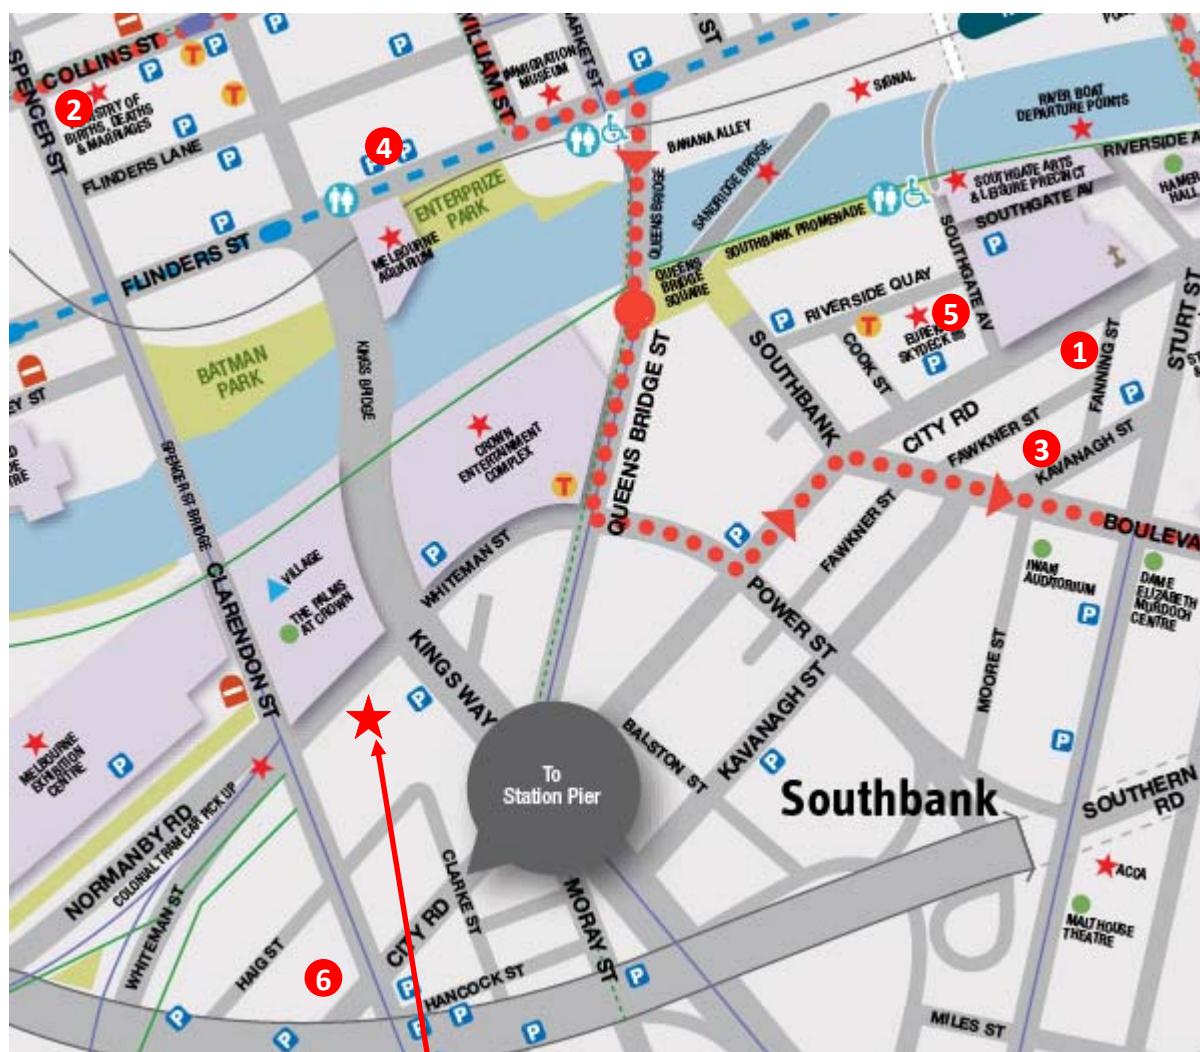 COLLINS ST
SPENCER ST
2
BIRTHS, DEATHS
& MARRIAGES
FLINDERS LANE
FLINDERS ST
4
WILLIAM ST
IMMIGRATION
MUSEUM
MARKET ST
ST
ENTERPRIZE
PARK
MELBOURNE
AQUARIUM
BATMAN
PARK
KINGS BRIDGE
BANANA ALLEY
QUEENS BRIDGE
SANDRIDGE BRIDGE
SIGNAL
RIVER BOAT
DEPARTURE POINTS
RIVERSIDE
SOUTHGATE ARTS
& LEISURE PRECINCT
SOUTHGATE AV
HAMER
HALL
SOUTHBANK PROMENADE
QUEENS
BRIDGE
SQUARE
RIVERSIDE QUAY
SOUTHGATE AV
5
SKYDECK 88
COOK ST
1
FANNING ST
STURT ST
SOUTHBANK
CITY RD
FAWKNER ST
3
KAVANAGH ST
BOULEVA
QUEENS BRIDGE ST
CROWN
ENTERTAINMENT
COMPLEX
SPENCER ST BRIDGE
EY ST
VILLAGE
THE PALMS
AT CROWN
CLARENDON ST
WHITEMAN ST
KINGS WAY
FAWKNER ST
POWER ST
KAVANAGH ST
BALSTON ST
IWAKI
AUDITORIUM
DAME
ELIZABETH
MURDOCH
CENTRE
MOORE ST
To
Station Pier
Southbank
SOUTHERN
RD
MELBOURNE
EXHIBITION
CENTRE
NORMANBY RD
COLONIAL TRAM CAR PICK UP
WHITEMAN ST
HAIG ST
6
CITY RD
CLARKE ST
HANCOCK ST
MORAY ST
ACCA
MALTHOUSE
THEATRE
MILES ST